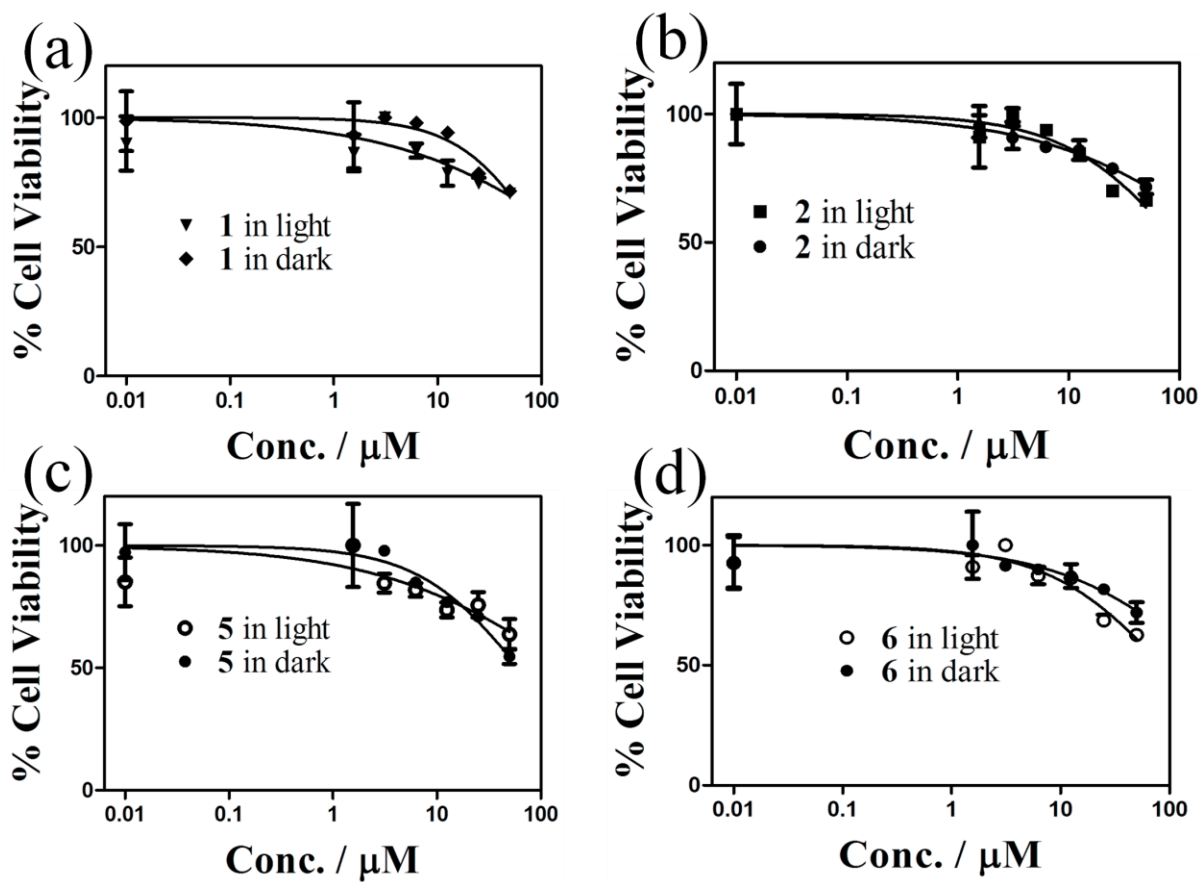 (a)
% Cell Viability
100
50
0
1 in light
1 in dark
0.01 0.1 1 10 100
Conc. / μM
(b)
% Cell Viability
100
50
0
2 in light
2 in dark
0.01 0.1 1 10 100
Conc. / μM
(c)
% Cell Viability
100
50
0
5 in light
5 in dark
0.01 0.1 1 10 100
Conc. / μM
(d)
% Cell Viability
100
50
0
6 in light
6 in dark
0.01 0.1 1 10 100
Conc. / μM